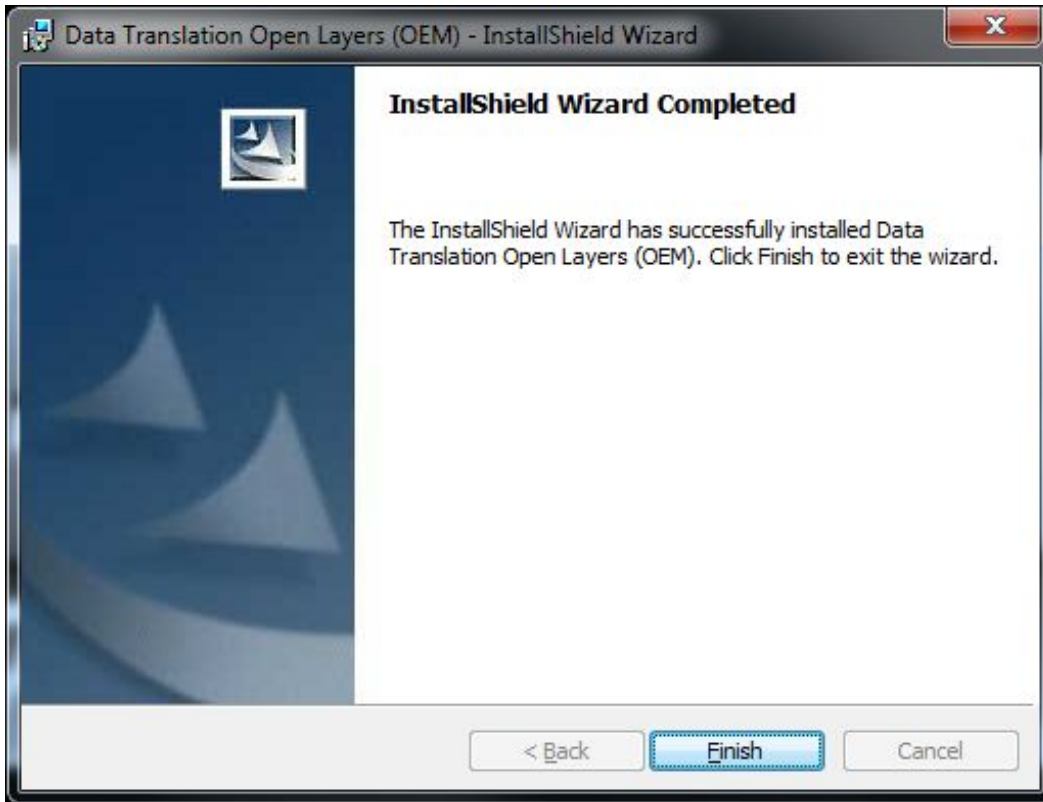 Data Translation Open Layers (OEM) - InstallShield Wizard
InstallShield Wizard Completed
The InstallShield Wizard has successfully installed Data
Translation Open Layers (OEM). Click Finish to exit the wizard.
< Back Finish Cancel